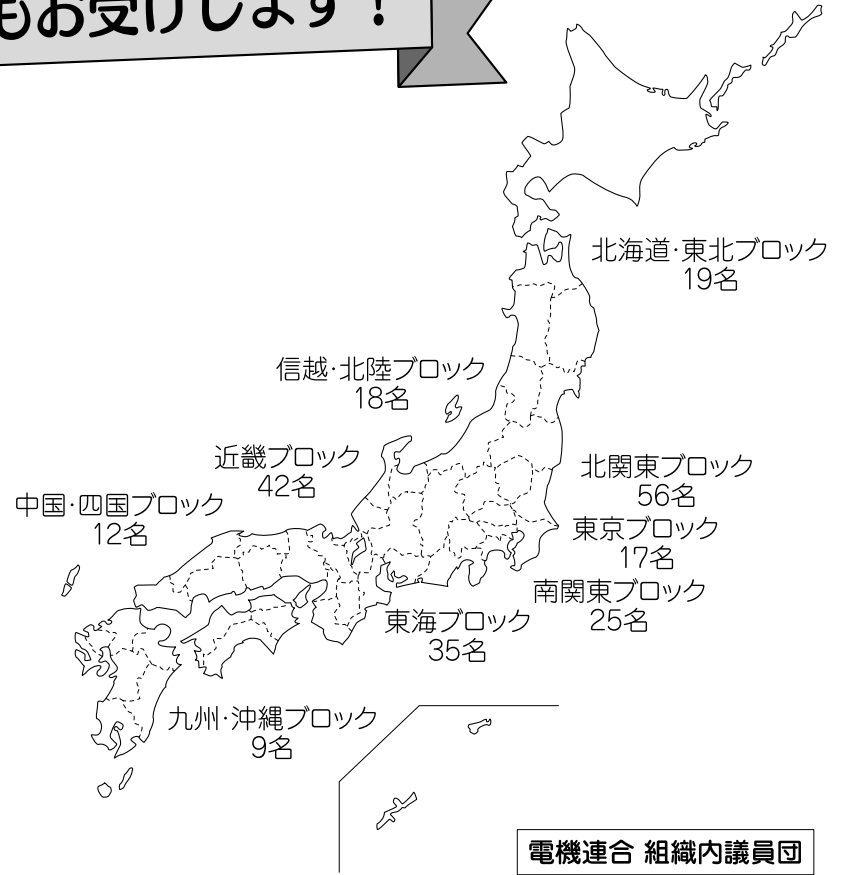 もお受けします！
北海道・東北ブロック
19名
信越・北陸ブロック
18名
近畿ブロック
42名
北関東ブロック
56名
中国・四国ブロック
12名
東京ブロック
17名
南関東ブロック
25名
東海ブロック
35名
九州・沖縄ブロック
9名
電機連合 組織内議員団